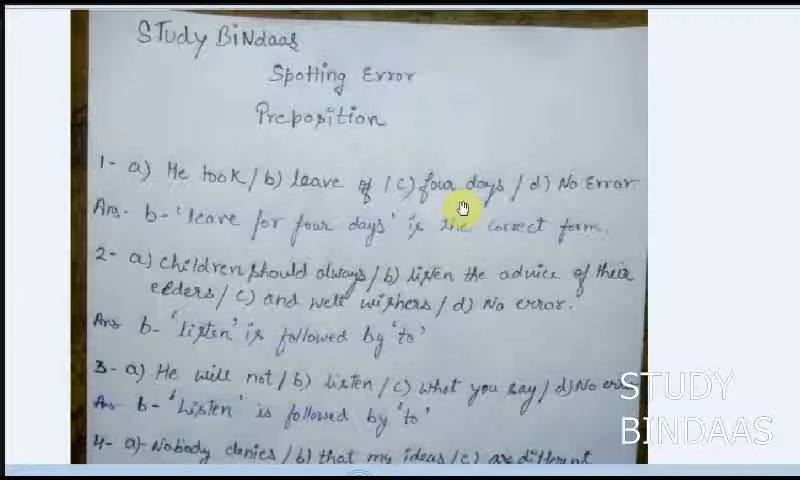 Study Bindaas
Spotting Error
Preposition
1- a) He took / b) leave of / c) four days / d) No Error
Ans- b- 'leave for four days' is the correct form.
2- a) children should always / b) listen the advice of their
elders / c) and well wishers / d) No error.
Ans b- 'listen' is followed by 'to'
3- a) He will not / b) listen / c) what you say / d) No erro
Ans b- 'Listen' is followed by 'to'
4- a)- Nobody denies / b) that my ideas / c) are different
STUDY
BINDAAS